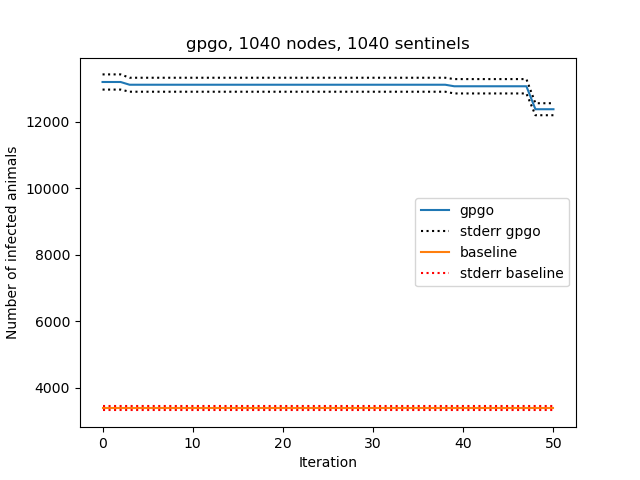 gpgo, 1040 nodes, 1040 sentinels
Number of infected animals
12000
10000
8000
6000
4000
gpgo
stderr gpgo
baseline
stderr baseline
0 10 20 30 40 50
Iteration